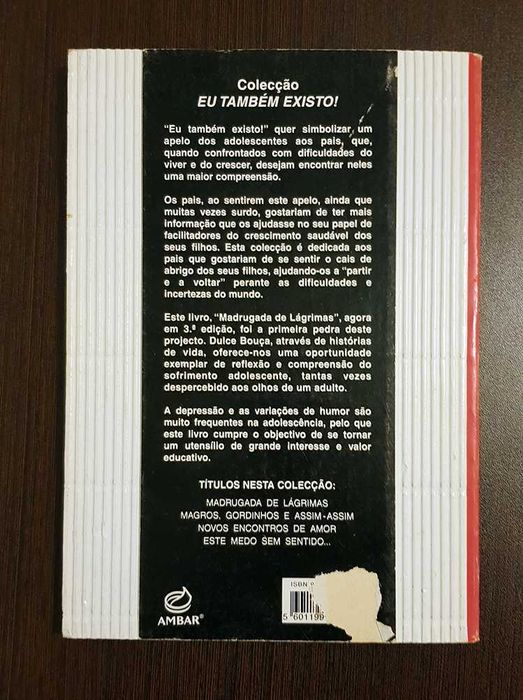 Colecção
EU TAMBÉM EXISTO!
"Eu também existo!" quer simbolizar um
apelo dos adolescentes aos pais, que,
quando confrontados com dificuldades do
viver e do crescer, desejam encontrar neles
uma maior compreensão.
Os pais, ao sentirem este apelo, ainda que
muitas vezes surdo, gostariam de ter mais
informação que os ajudasse no seu papel de
facilitadores do crescimento saudável dos
seus filhos. Esta colecção é dedicada aos
pais que gostariam de se sentir o cais de
abrigo dos seus filhos, ajudando-os a "partir
e a voltar" perante as dificuldades e
incertezas do mundo.
Este livro, "Madrugada de Lágrimas", agora
em 3.ª edição, foi a primeira pedra deste
projecto. Dulce Bouça, através de histórias
de vida, oferece-nos uma oportunidade
exemplar de reflexão e compreensão do
sofrimento adolescente, tantas vezes
despercebido aos olhos de um adulto.
A depressão e as variações de humor são
muito frequentes na adolescência, pelo que
este livro cumpre o objectivo de se tornar
um utensílio de grande interesse e valor
educativo.
TÍTULOS NESTA COLECÇÃO:
MADRUGADA DE LÁGRIMAS
MAGROS, GORDINHOS E ASSIM-ASSIM
NOVOS ENCONTROS DE AMOR
ESTE MEDO SEM SENTIDO...
ISBN
5 601199
AMBAR®